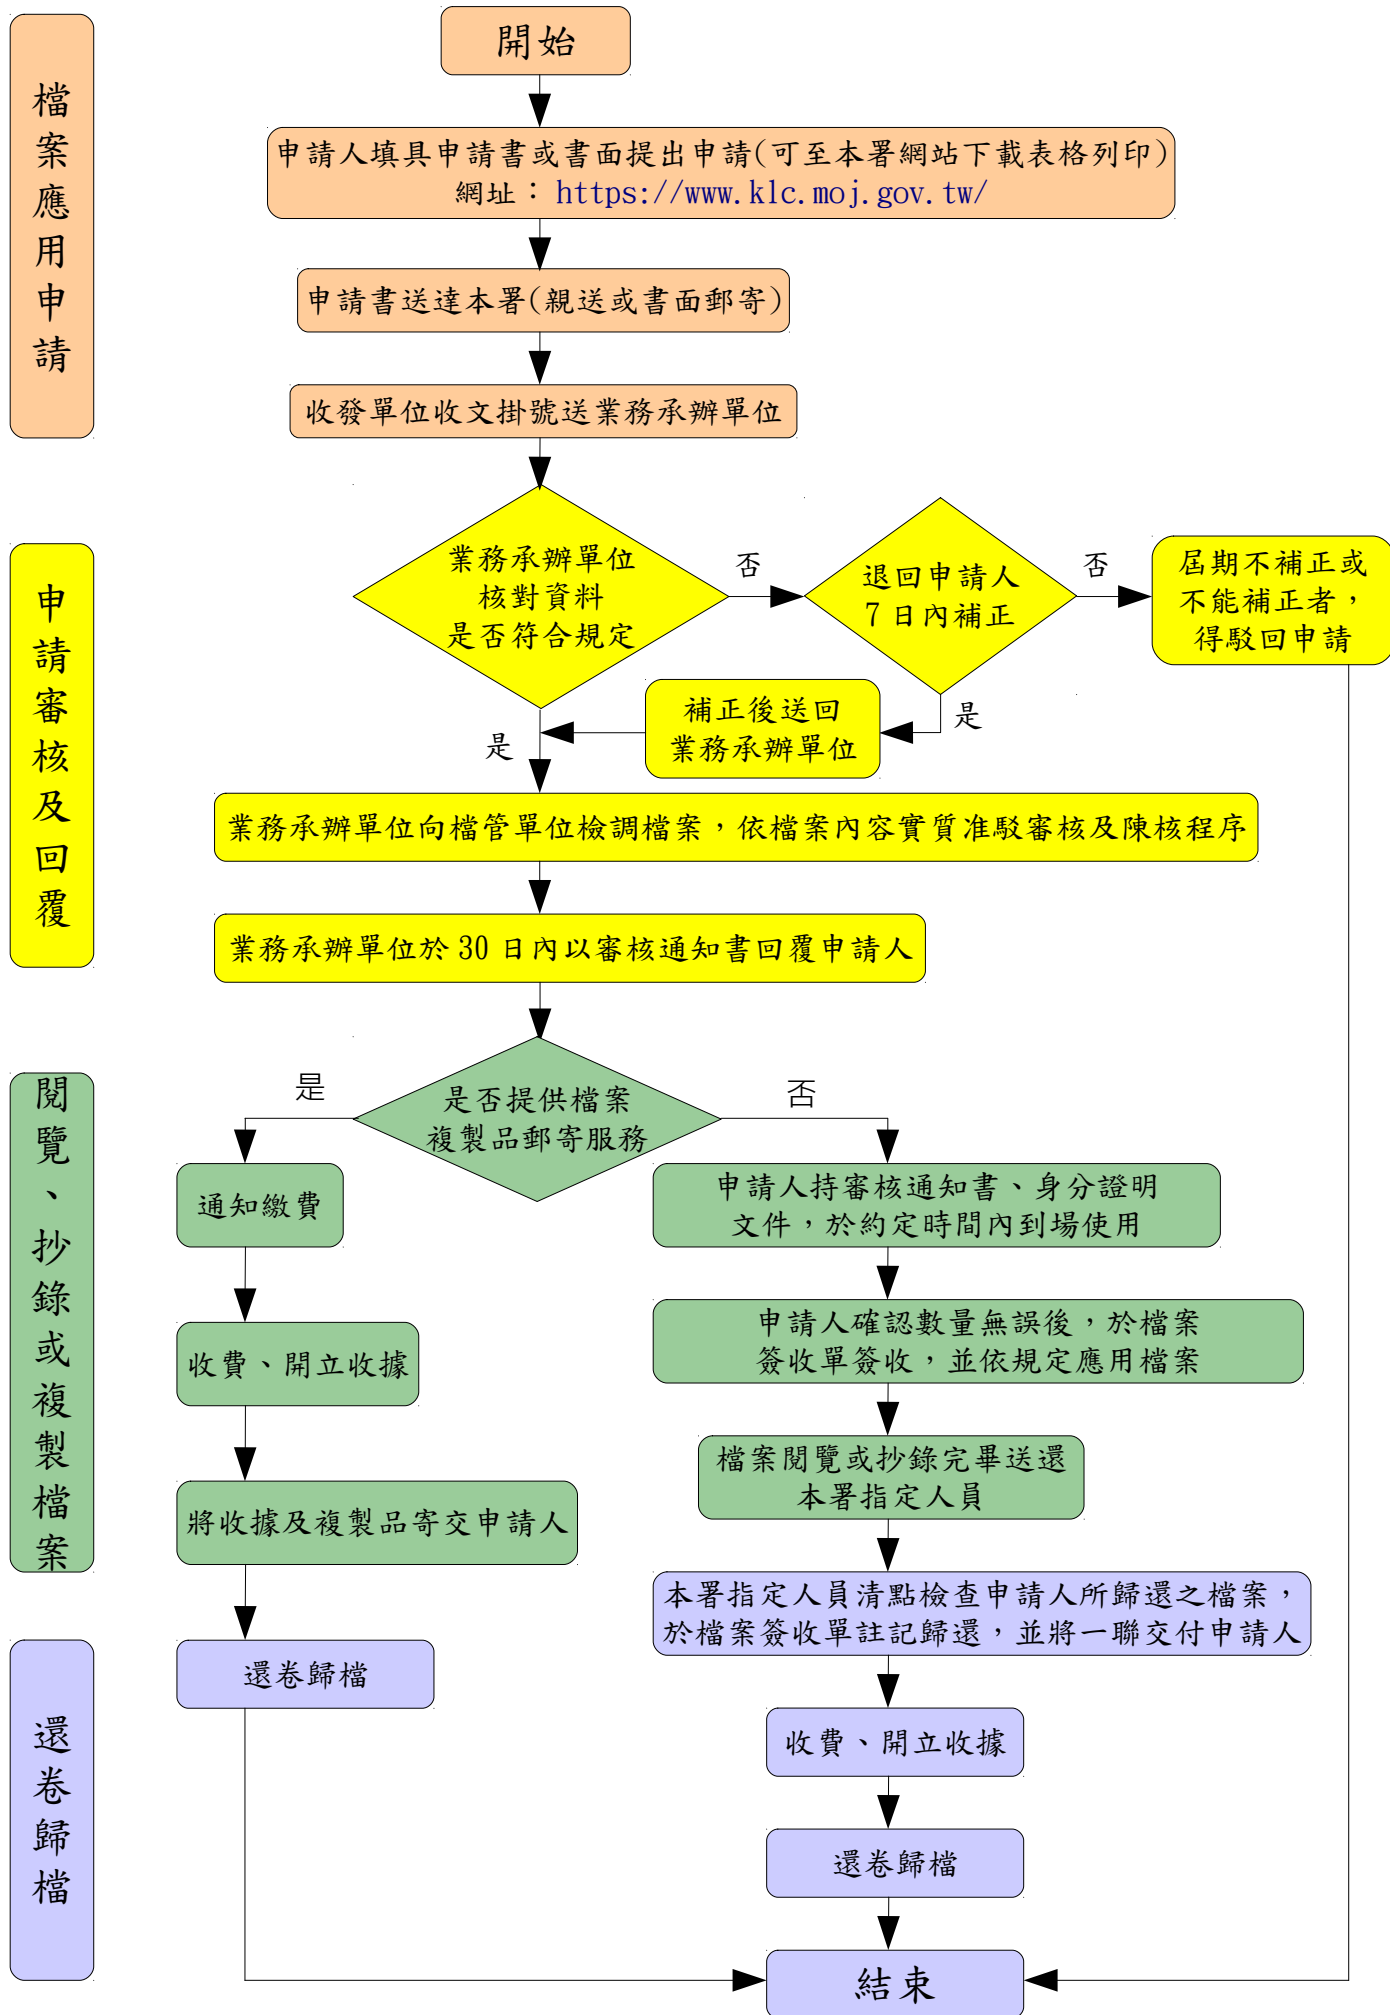 檔案應用申請
開始
申請人填具申請書或書面提出申請(可至本署網站下載表格列印)
網址：https://www.klc.moj.gov.tw/
申請書送達本署(親送或書面郵寄)
收發單位收文掛號送業務承辦單位
申請審核及回覆
業務承辦單位
核對資料
是否符合規定
否
退回申請人
7日內補正
否
屆期不補正或
不能補正者，
得駁回申請
是
補正後送回
業務承辦單位
是
業務承辦單位向檔管單位檢調檔案，依檔案內容實質准駁審核及陳核程序
業務承辦單位於30日內以審核通知書回覆申請人
閱覽、抄錄或複製檔案
是否提供檔案
複製品郵寄服務
是
否
通知繳費
收費、開立收據
將收據及複製品寄交申請人
申請人持審核通知書、身分證明
文件，於約定時間內到場使用
申請人確認數量無誤後，於檔案
簽收單簽收，並依規定應用檔案
檔案閱覽或抄錄完畢送還
本署指定人員
還卷歸檔
還卷歸檔
本署指定人員清點檢查申請人所歸還之檔案，
於檔案簽收單註記歸還，並將一聯交付申請人
收費、開立收據
還卷歸檔
結束